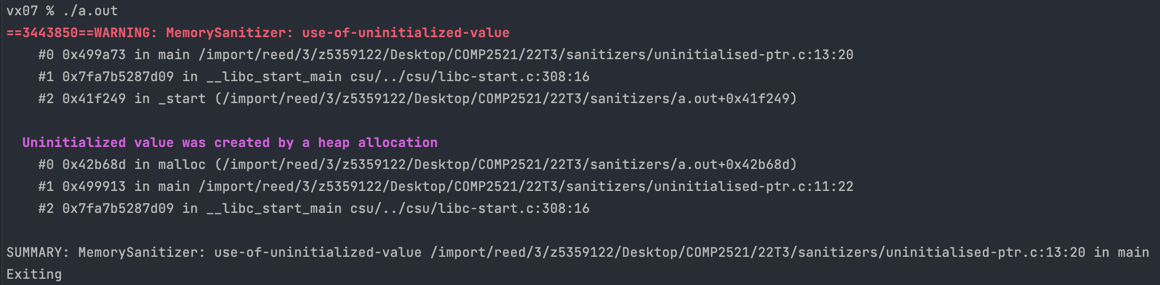 vx07 % ./a.out
==3443850==WARNING: MemorySanitizer: use-of-uninitialized-value
#0 0x499a73 in main /import/reed/3/z5359122/Desktop/COMP2521/22T3/sanitizers/uninitialised-ptr.c:13:20
#1 0x7fa7b5287d09 in __libc_start_main csu/../csu/libc-start.c:308:16
#2 0x41f249 in _start (/import/reed/3/z5359122/Desktop/COMP2521/22T3/sanitizers/a.out+0x41f249)
Uninitialized value was created by a heap allocation
#0 0x42b68d in malloc (/import/reed/3/z5359122/Desktop/COMP2521/22T3/sanitizers/a.out+0x42b68d)
#1 0x499913 in main /import/reed/3/z5359122/Desktop/COMP2521/22T3/sanitizers/uninitialised-ptr.c:11:22
#2 0x7fa7b5287d09 in __libc_start_main csu/../csu/libc-start.c:308:16
SUMMARY: MemorySanitizer: use-of-uninitialized-value /import/reed/3/z5359122/Desktop/COMP2521/22T3/sanitizers/uninitialised-ptr.c:13:20 in main
Exiting